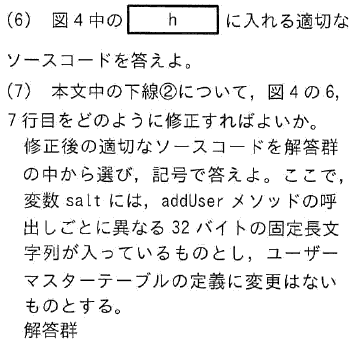 (6) 図4中の h に入れる適切な
ソースコードを答えよ。
(7) 本文中の下線②について，図4の6,
7行目をどのように修正すればよいか。
修正後の適切なソースコードを解答群
の中から選び，記号で答えよ。ここで，
変数 salt には，addUser メソッドの呼
出しごとに異なる 32 バイトの固定長文
字列が入っているものとし，ユーザー
マスターテーブルの定義に変更はない
ものとする。
解答群